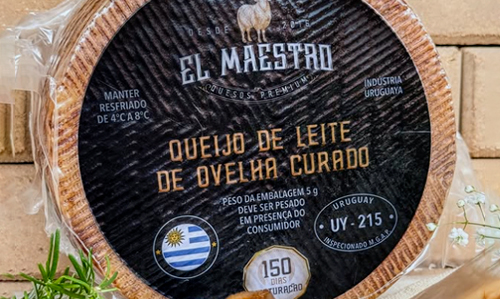 DESDE 2016
EL MAESTRO
QUESOS PREMIUM
MANTER
RESFRIADO
DE 4°C A 8°C
INDÚSTRIA
URUGUAYA
QUEIJO DE LEITE
DE OVELHA CURADO
PESO DA EMBALAGEM 5 g
DEVE SER PESADO
EM PRESENÇA DO
CONSUMIDOR
URUGUAY
UY - 215
INSPECIONADO M.G.A.P.
150
DIAS